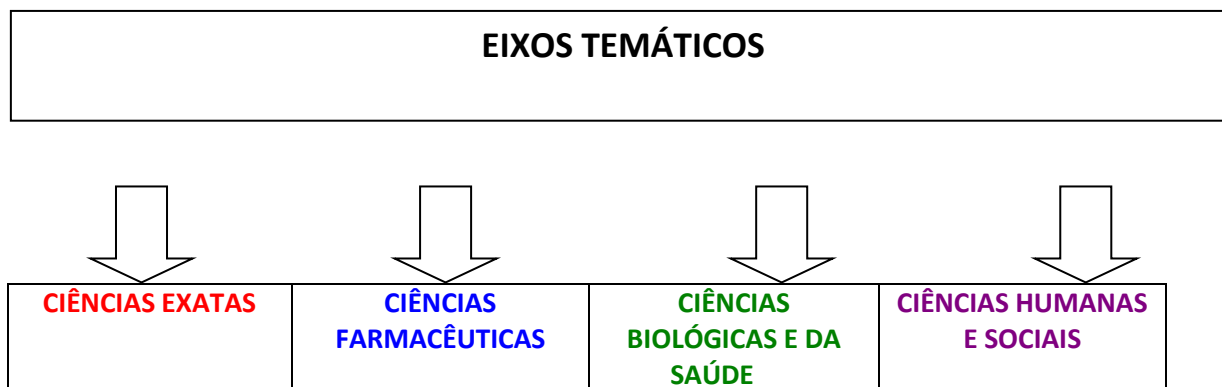 EIXOS TEMÁTICOS
CIÊNCIAS EXATAS
CIÊNCIAS
FARMACÊUTICAS
CIÊNCIAS
BIOLÓGICAS E DA
SAÚDE
CIÊNCIAS HUMANAS
E SOCIAIS